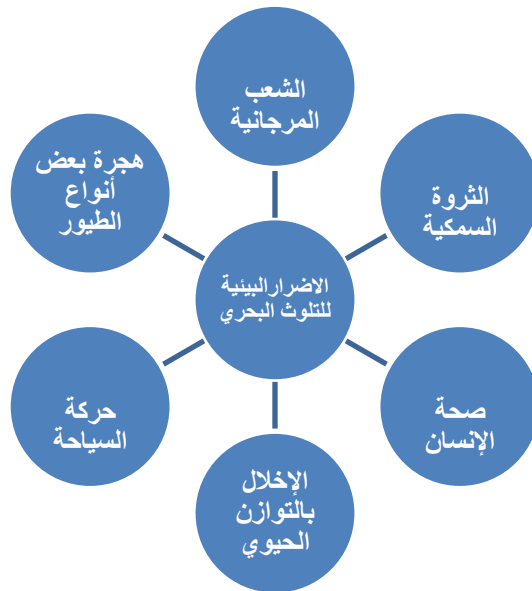 الشعب
المرجانية
الثروة
السمكية
صحة
الإنسان
الإخلال
بالتوازن
الحيوي
حركة
السياحة
هجرة بعض
أنواع
الطيور
الاضرارالبيئية
للتلوث البحري